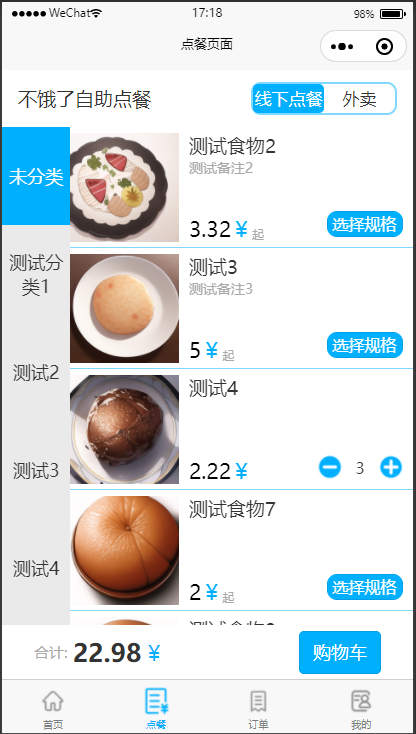 WeChat 17:18 98%
点餐页面
不饿了自助点餐 线下点餐 外卖
未分类
测试分类1
测试2
测试3
测试4
测试食物2
测试备注2
3.32 ¥ 起 选择规格
测试3
测试备注3
5 ¥ 起 选择规格
测试4
2.22 ¥ 3
测试食物7
2 ¥ 起 选择规格
合计: 22.98 ¥ 购物车
首页 点餐 订单 我的